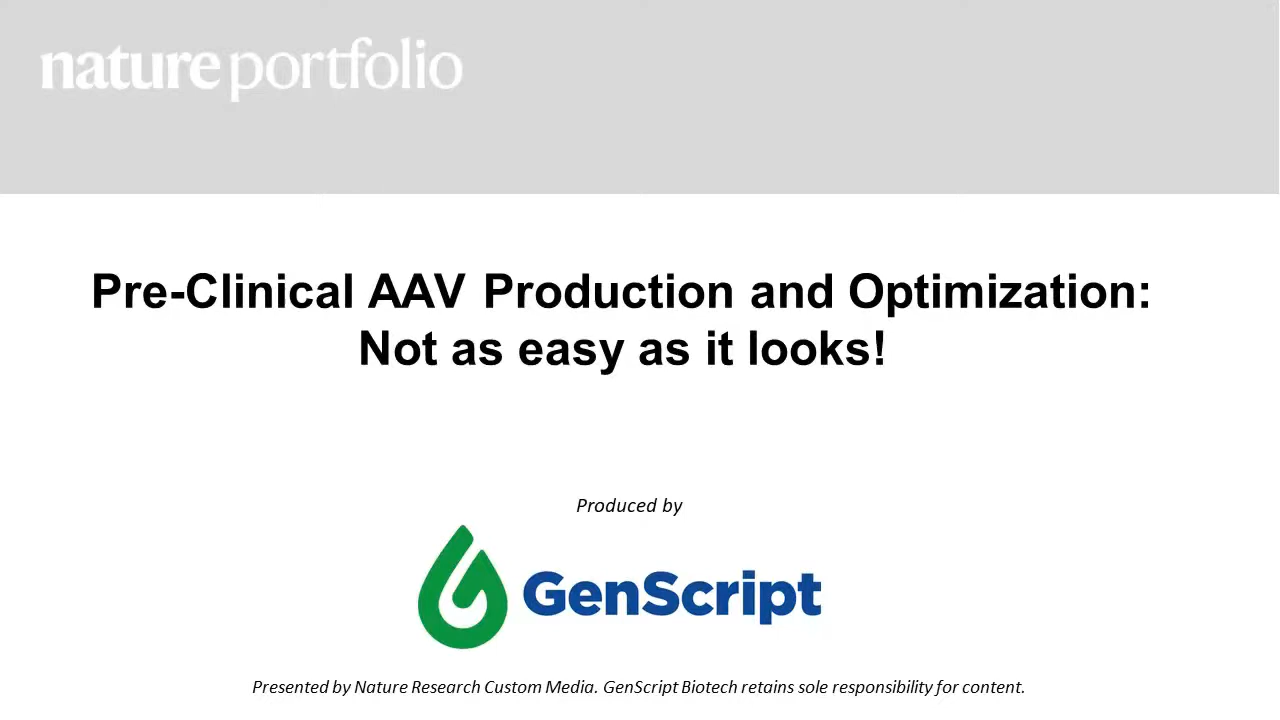 nature portfolio
Pre-Clinical AAV Production and Optimization:
Not as easy as it looks!
Produced by
GenScript
Presented by Nature Research Custom Media. GenScript Biotech retains sole responsibility for content.